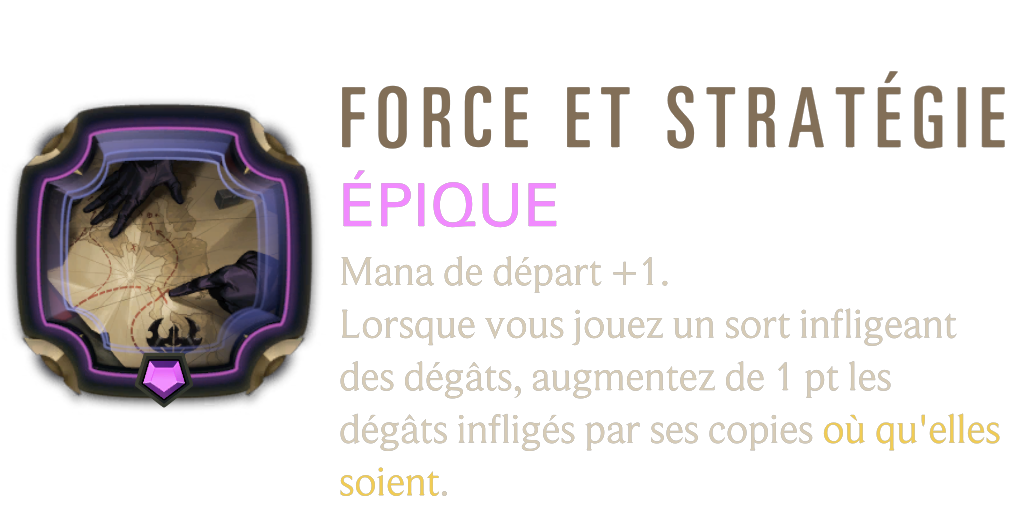 FORCE ET STRATÉGIE
ÉPIQUE
Mana de départ +1.
Lorsque vous jouez un sort infligeant
des dégâts, augmentez de 1 pt les
dégâts infligés par ses copies où qu'elles
soient.